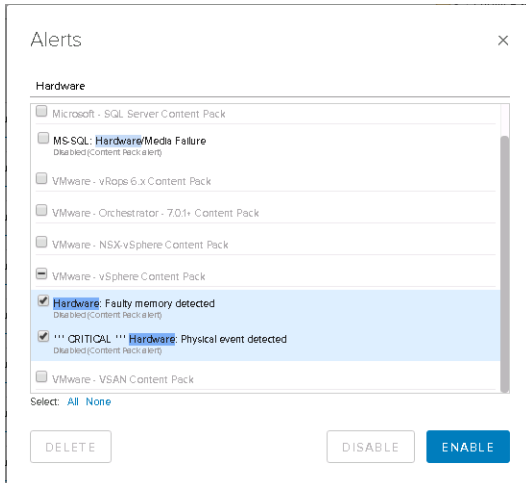 Alerts
Hardware
Microsoft - SQL Server Content Pack
MS-SQL: Hardware/Media Failure
Disabled (Content Pack alert)
VMware - vRops 6.x Content Pack
VMware - Orchestrator - 7.0.1+ Content Pack
VMware - NSX-vSphere Content Pack
VMware - vSphere Content Pack
Hardware: Faulty memory detected
Disabled (Content Pack alert)
''' CRITICAL ''' Hardware: Physical event detected
Disabled (Content Pack alert)
VMware - VSAN Content Pack
Select: All None
DELETE DISABLE ENABLE